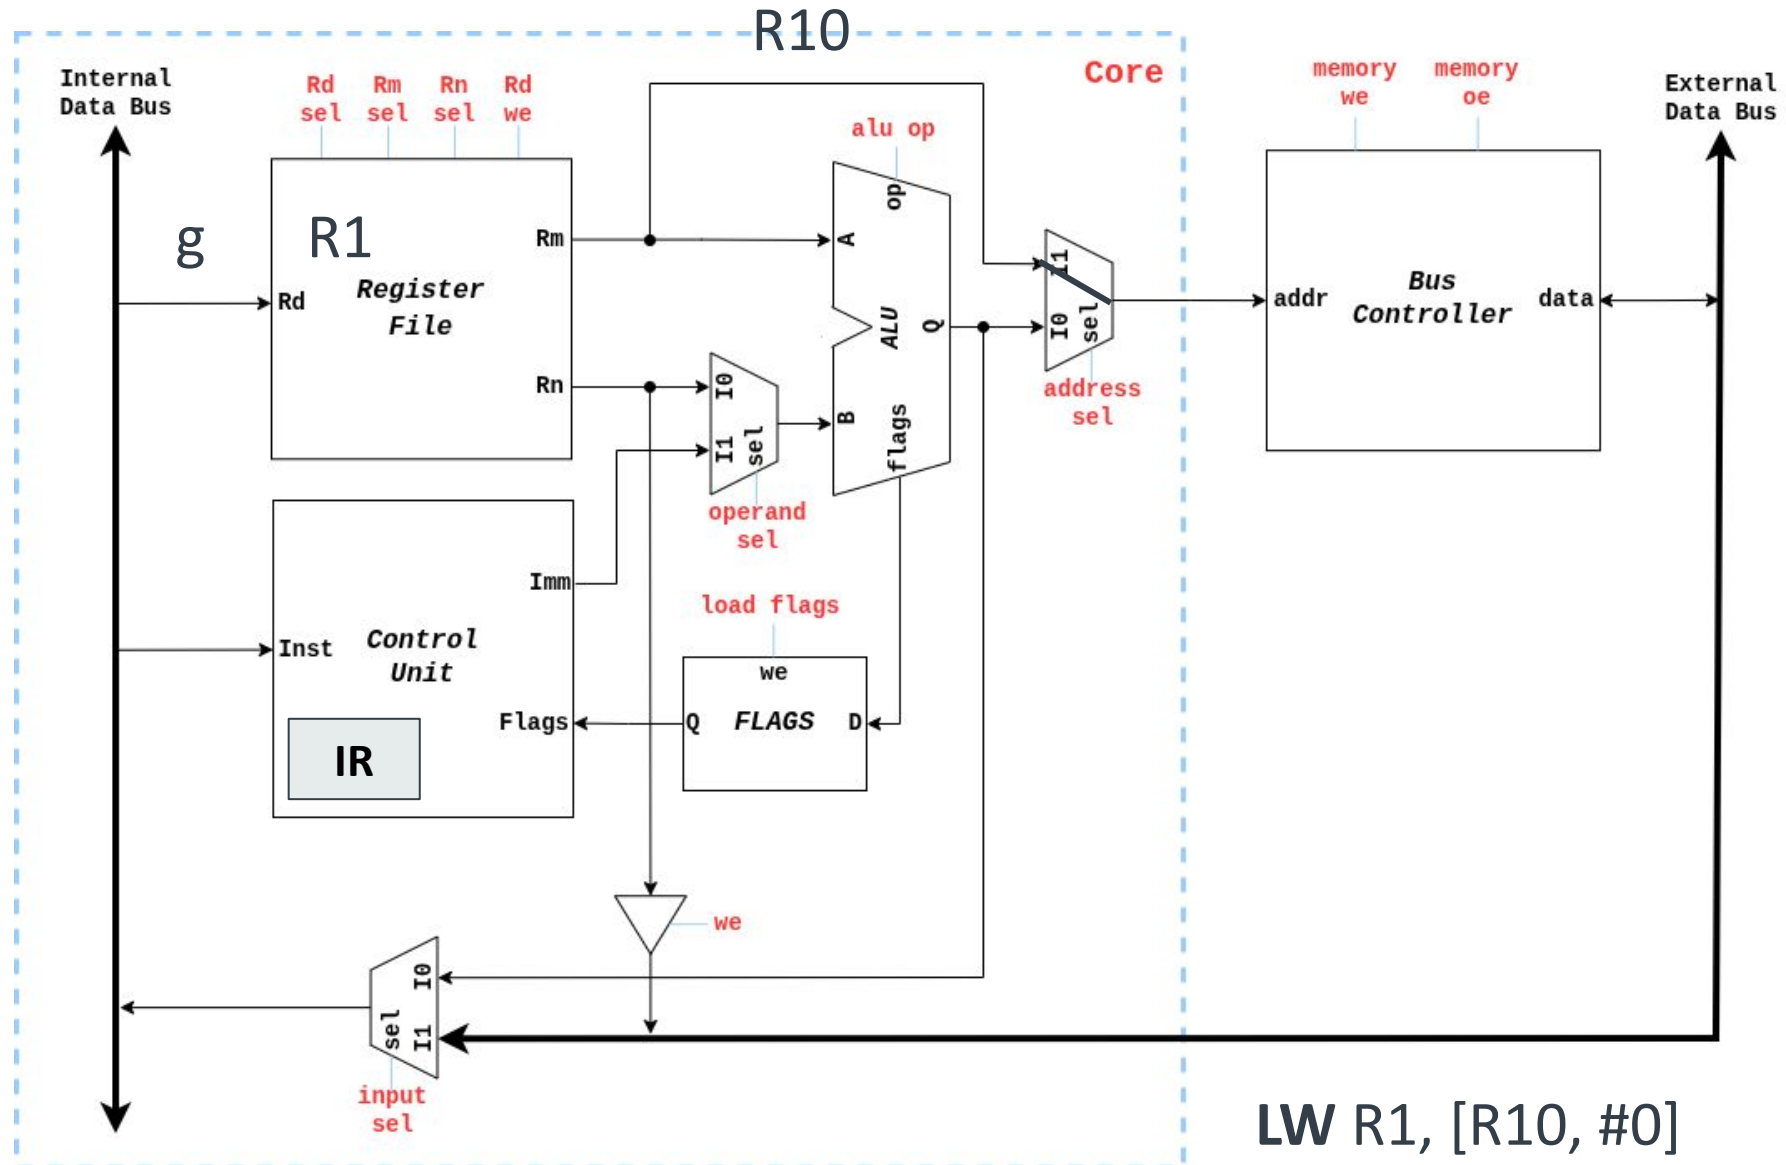 R10
Internal
Data Bus
Rd
sel
Rm
sel
Rn
sel
Rd
we
Core
memory
we
memory
oe
External
Data Bus
alu op
g
R1
Rd
Register
File
Rm
Rn
op
A
ALU
Q
B
flags
I0
I1
sel
operand
sel
I1
I0
sel
address
sel
addr
Bus
Controller
data
Imm
Inst
Control
Unit
Flags
IR
load flags
we
Q
FLAGS
D
we
I0
I1
sel
input
sel
LW R1, [R10, #0]